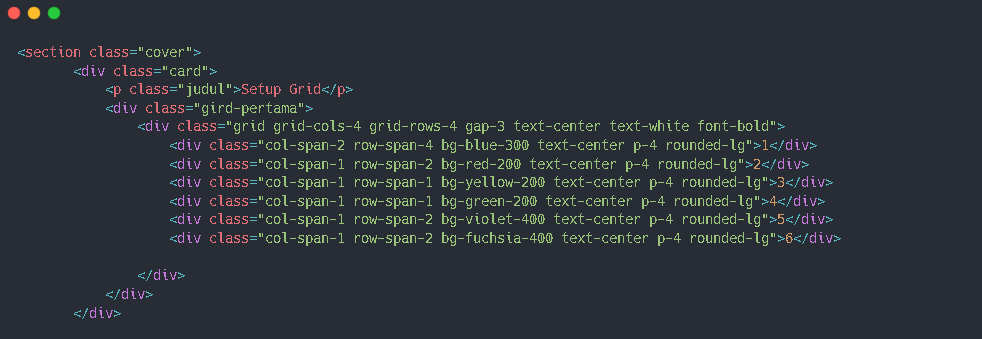 <section class="cover">
<div class="card">
<p class="judul">Setup Grid</p>
<div class="gird-pertama">
<div class="grid grid-cols-4 grid-rows-4 gap-3 text-center text-white font-bold">
<div class="col-span-2 row-span-4 bg-blue-300 text-center p-4 rounded-lg">1</div>
<div class="col-span-1 row-span-2 bg-red-200 text-center p-4 rounded-lg">2</div>
<div class="col-span-1 row-span-1 bg-yellow-200 text-center p-4 rounded-lg">3</div>
<div class="col-span-1 row-span-1 bg-green-200 text-center p-4 rounded-lg">4</div>
<div class="col-span-1 row-span-2 bg-violet-400 text-center p-4 rounded-lg">5</div>
<div class="col-span-1 row-span-2 bg-fuchsia-400 text-center p-4 rounded-lg">6</div>
</div>
</div>
</div>